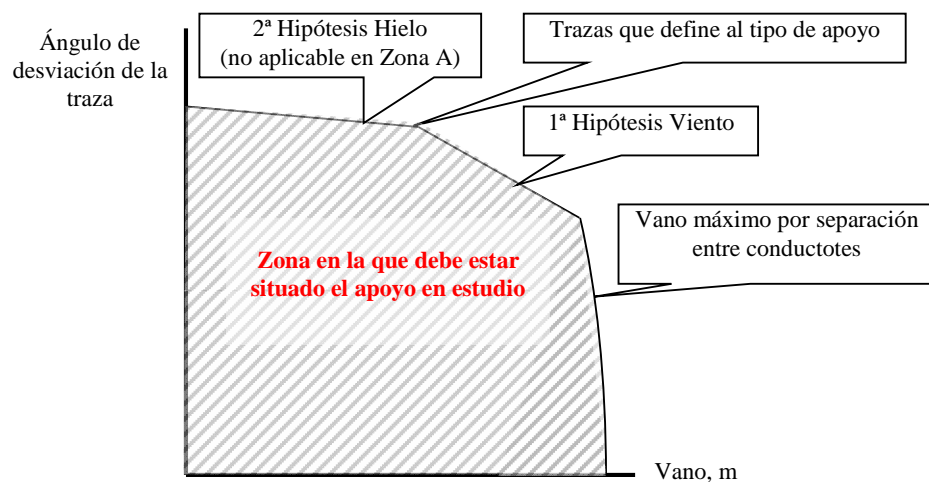 Ángulo de
desviación de la
traza
2ª Hipótesis Hielo
(no aplicable en Zona A)
Trazas que define al tipo de apoyo
1ª Hipótesis Viento
Vano máximo por separación
entre conductotes
Zona en la que debe estar
situado el apoyo en estudio
Vano, m